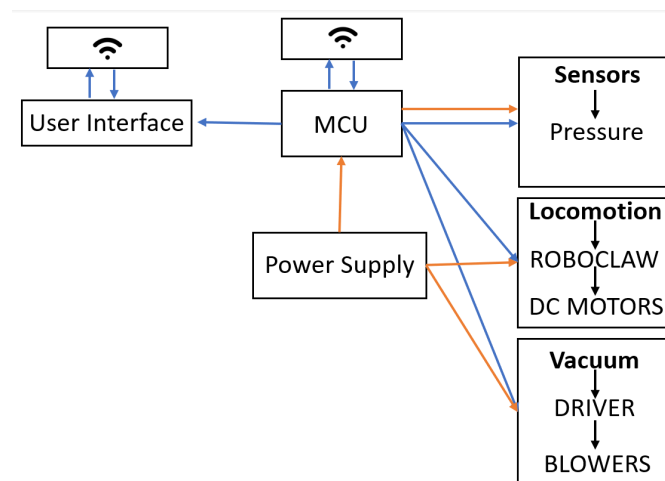 User Interface
MCU
Sensors
Pressure
Power Supply
Locomotion
ROBOCLAW
DC MOTORS
Vacuum
DRIVER
BLOWERS